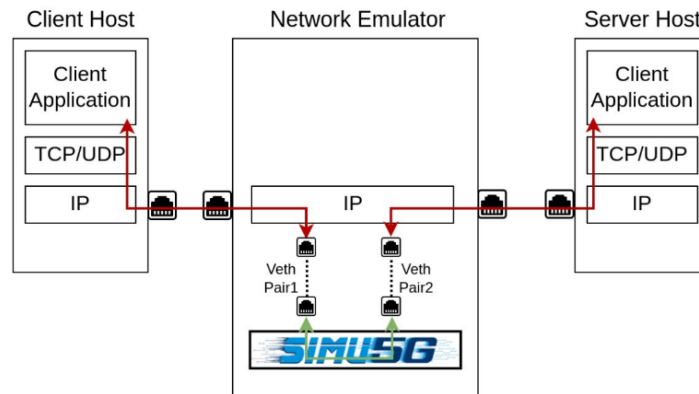 Client Host
Network Emulator
Server Host
Client
Application
TCP/UDP
IP
IP
Client
Application
TCP/UDP
IP
Veth
Pair1
Veth
Pair2
SIMU5G